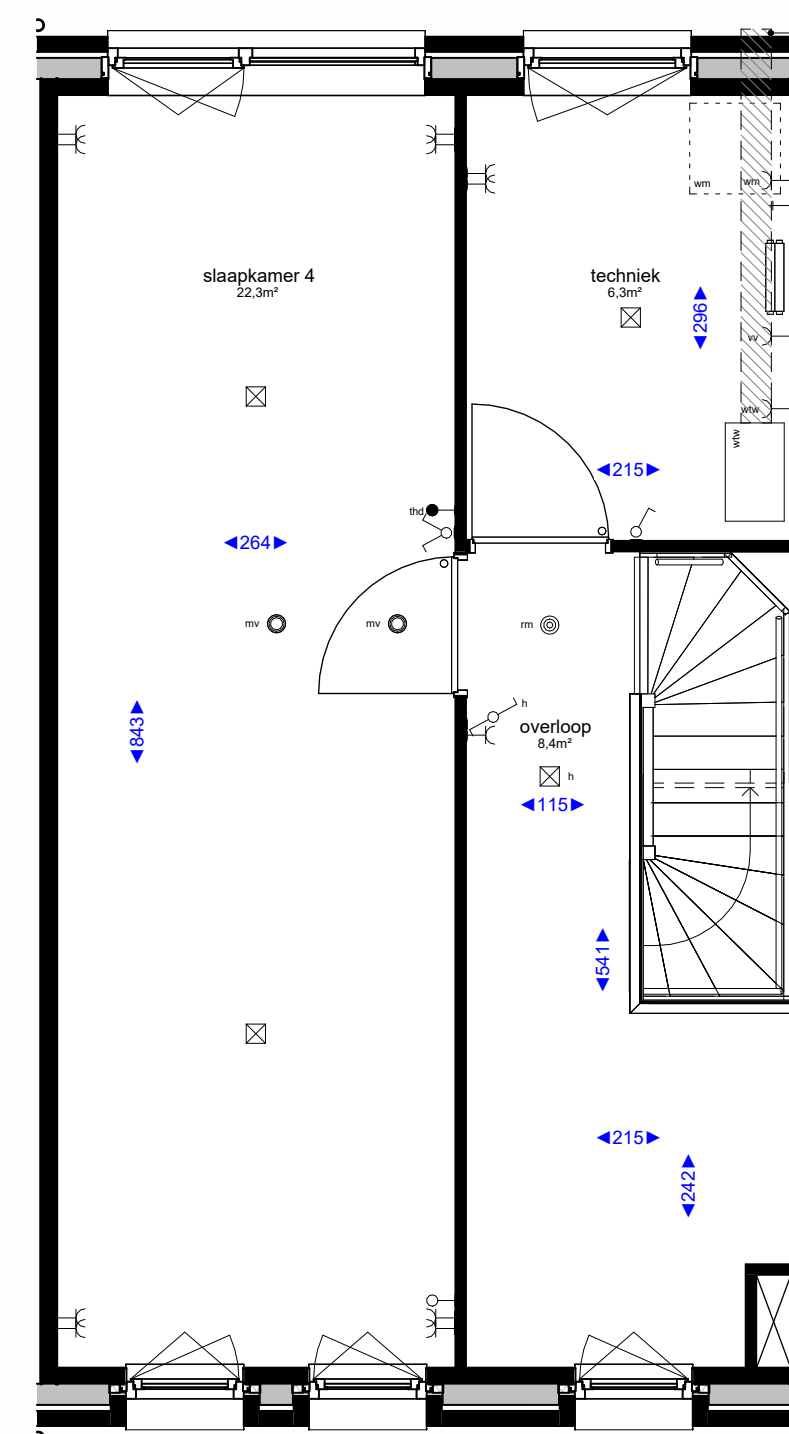 wm
wm
slaapkamer 4
22,3m²
techniek
6,3m²
296
vv
wtw
wtw
215
thd
264
mv
mv
rm
h
843
overloop
8,4m²
h
115
541
215
242